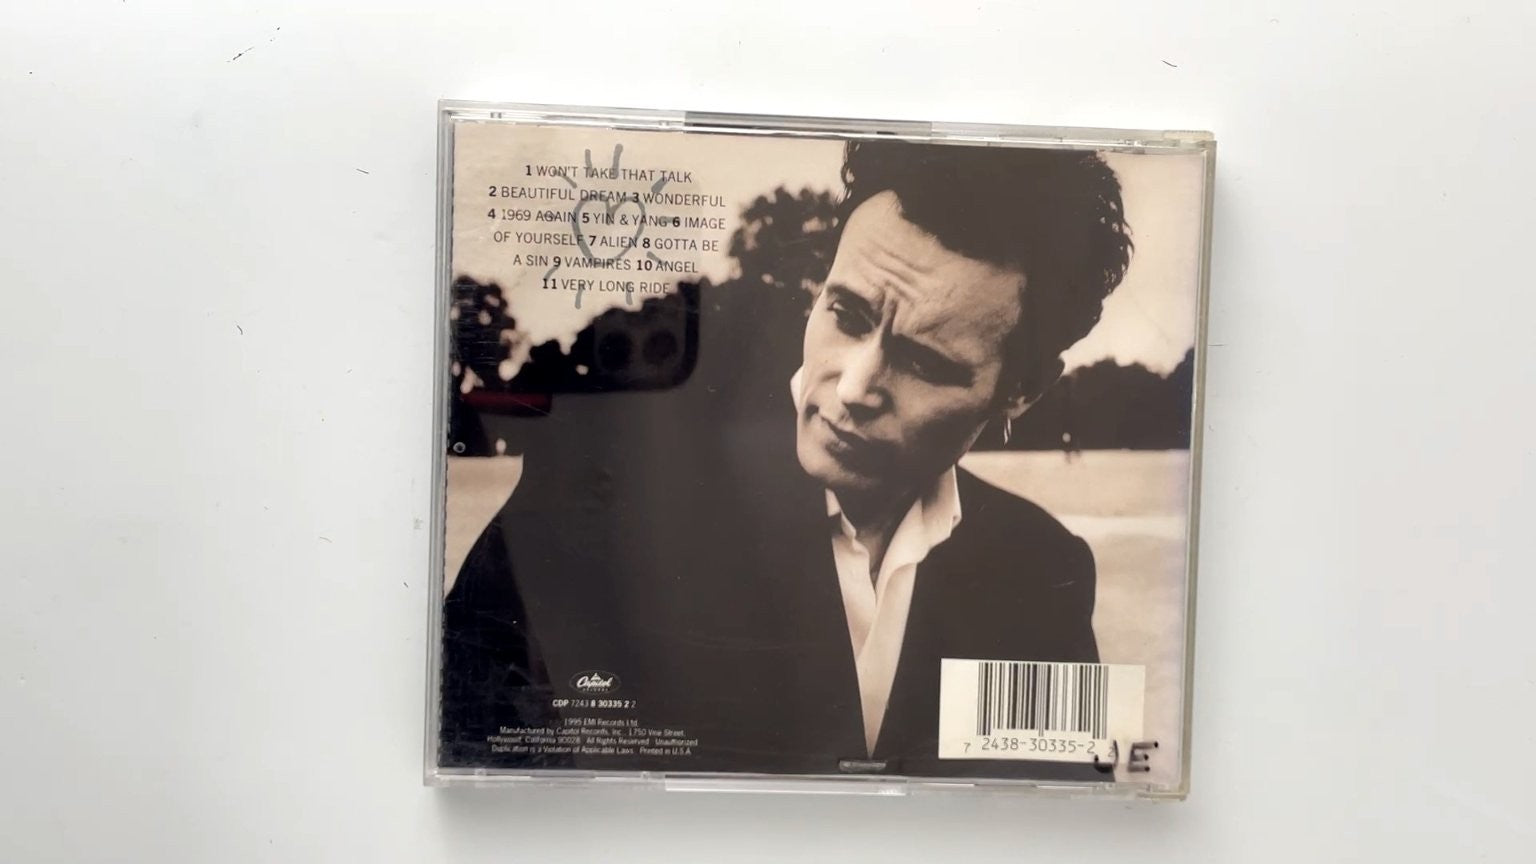 1 WON'T TAKE THAT TALK
2 BEAUTIFUL DREAM 3 WONDERFUL
4 1969 AGAIN 5 YIN & YANG 6 IMAGE
OF YOURSELF 7 ALIEN 8 GOTTA BE
A SIN 9 VAMPIRES 10 ANGEL
11 VERY LONG RIDE
Capitol
RECORDS
CDP 7243 8 30335 2 2
1995 EMI Records Ltd.
Manufactured by Capitol Records, Inc., 1750 Vine Street,
Hollywood, California 90028. All Rights Reserved. Unauthorized
Duplication is a Violation of Applicable Laws. Printed in U.S.A.
7 2438-30335-2 2
JE